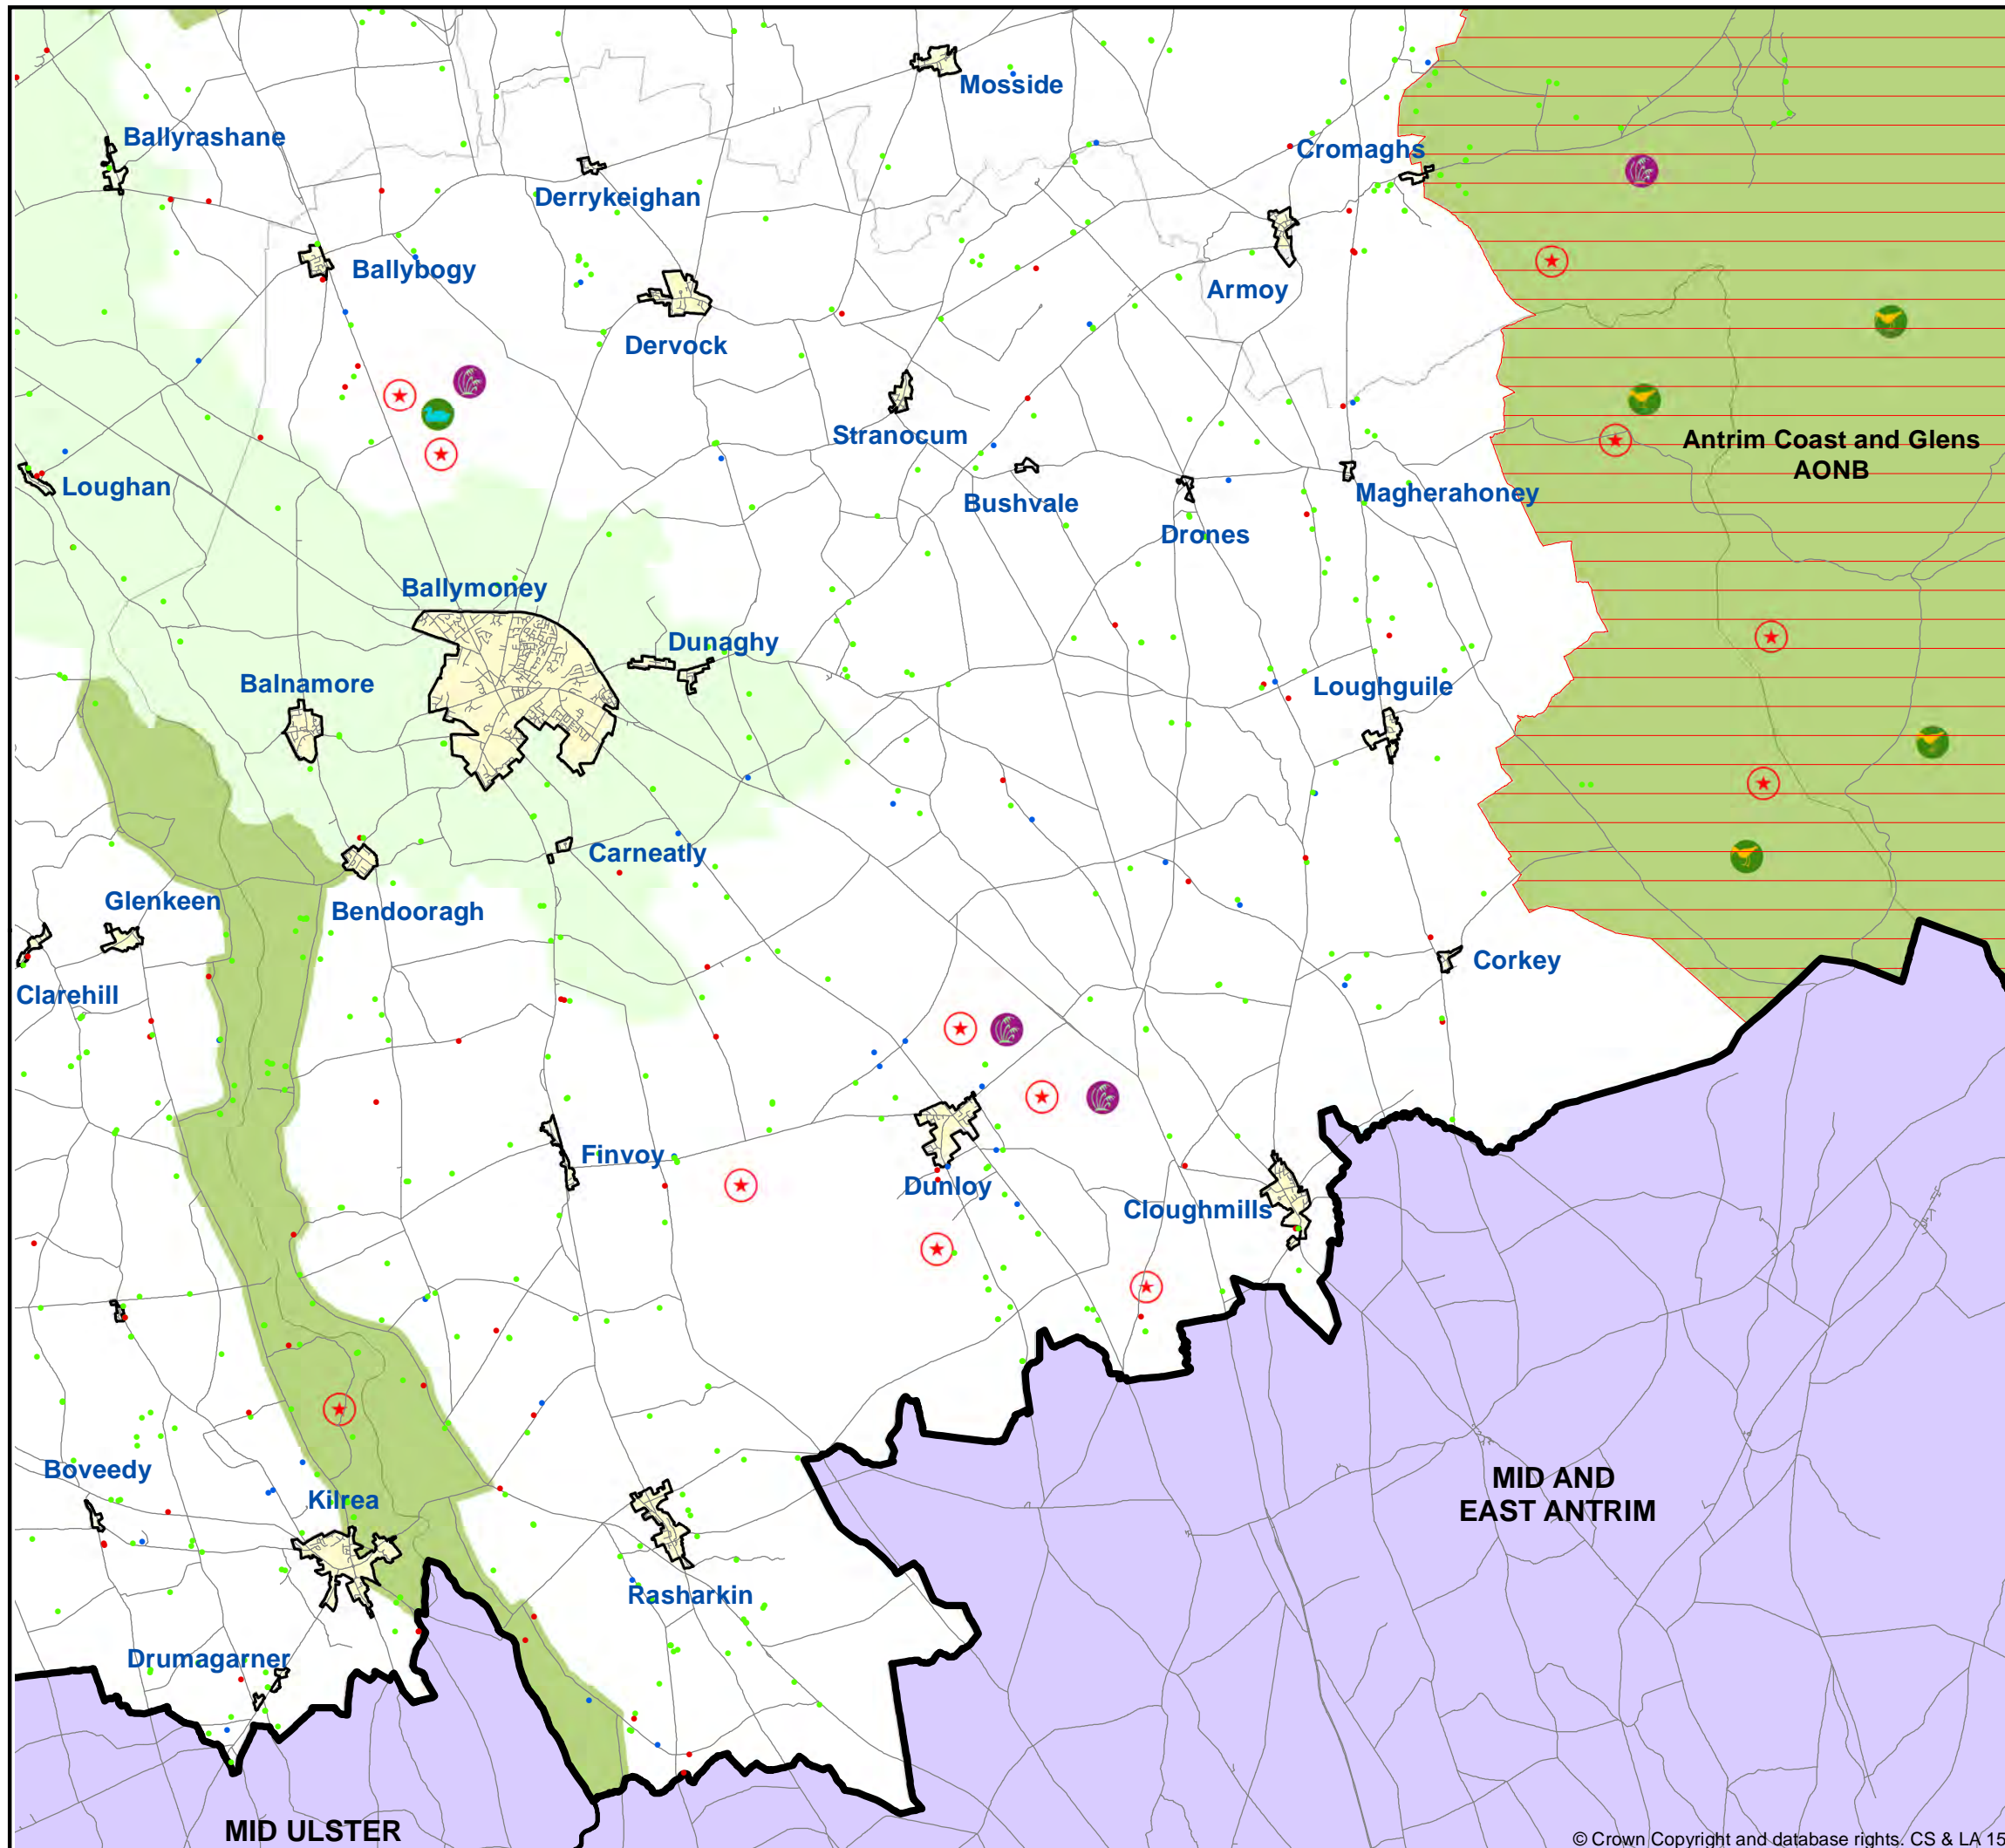 Mosside
Ballyrashane
Cromaghs
Derrykeighan
Ballybogy
Armoy
Dervock
Stranocum
Antrim Coast and Glens
AONB
Loughan
Bushvale
Magherahoney
Drones
Ballymoney
Dunaghy
Balnamore
Loughguile
Carneatly
Glenkeen
Bendooragh
Corkey
Clarehill
Finvoy
Dunloy
Cloughmills
Boveedy
Kilrea
MID AND
EAST ANTRIM
Rasharkin
Drumagarner
MID ULSTER
© Crown Copyright and database rights. CS & LA 15